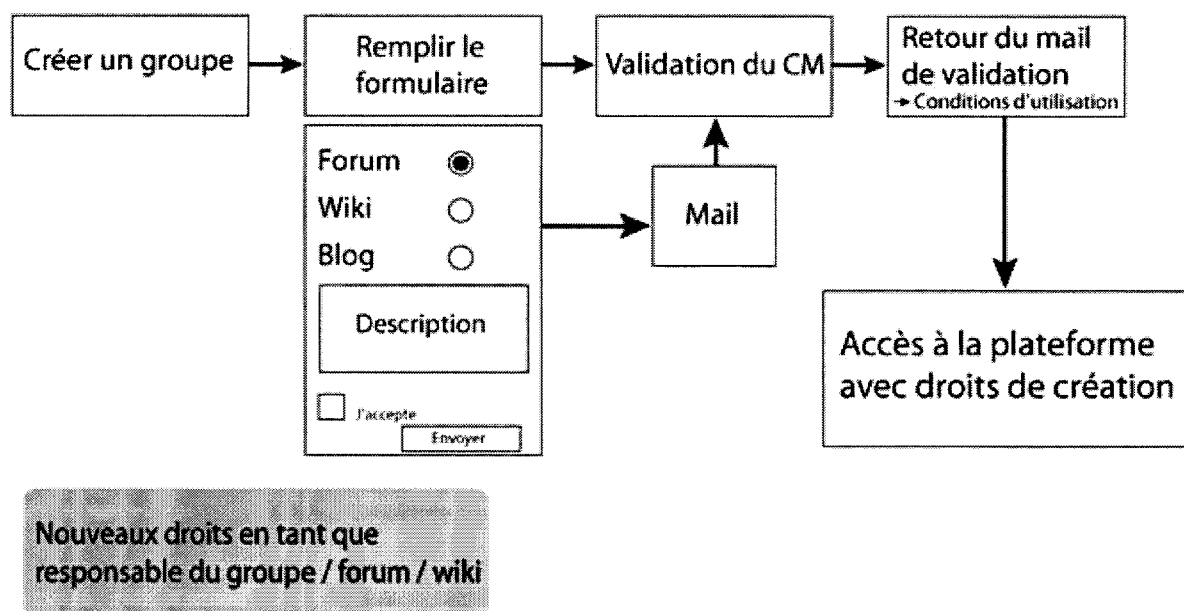 Créer un groupe
Remplir le
formulaire
Validation du CM
Retour du mail
de validation
→ Conditions d'utilisation
Forum
Wiki
Blog
Description
J'accepte
Envoyer
Mail
Accès à la plateforme
avec droits de création
Nouveaux droits en tant que
responsable du groupe / forum / wiki